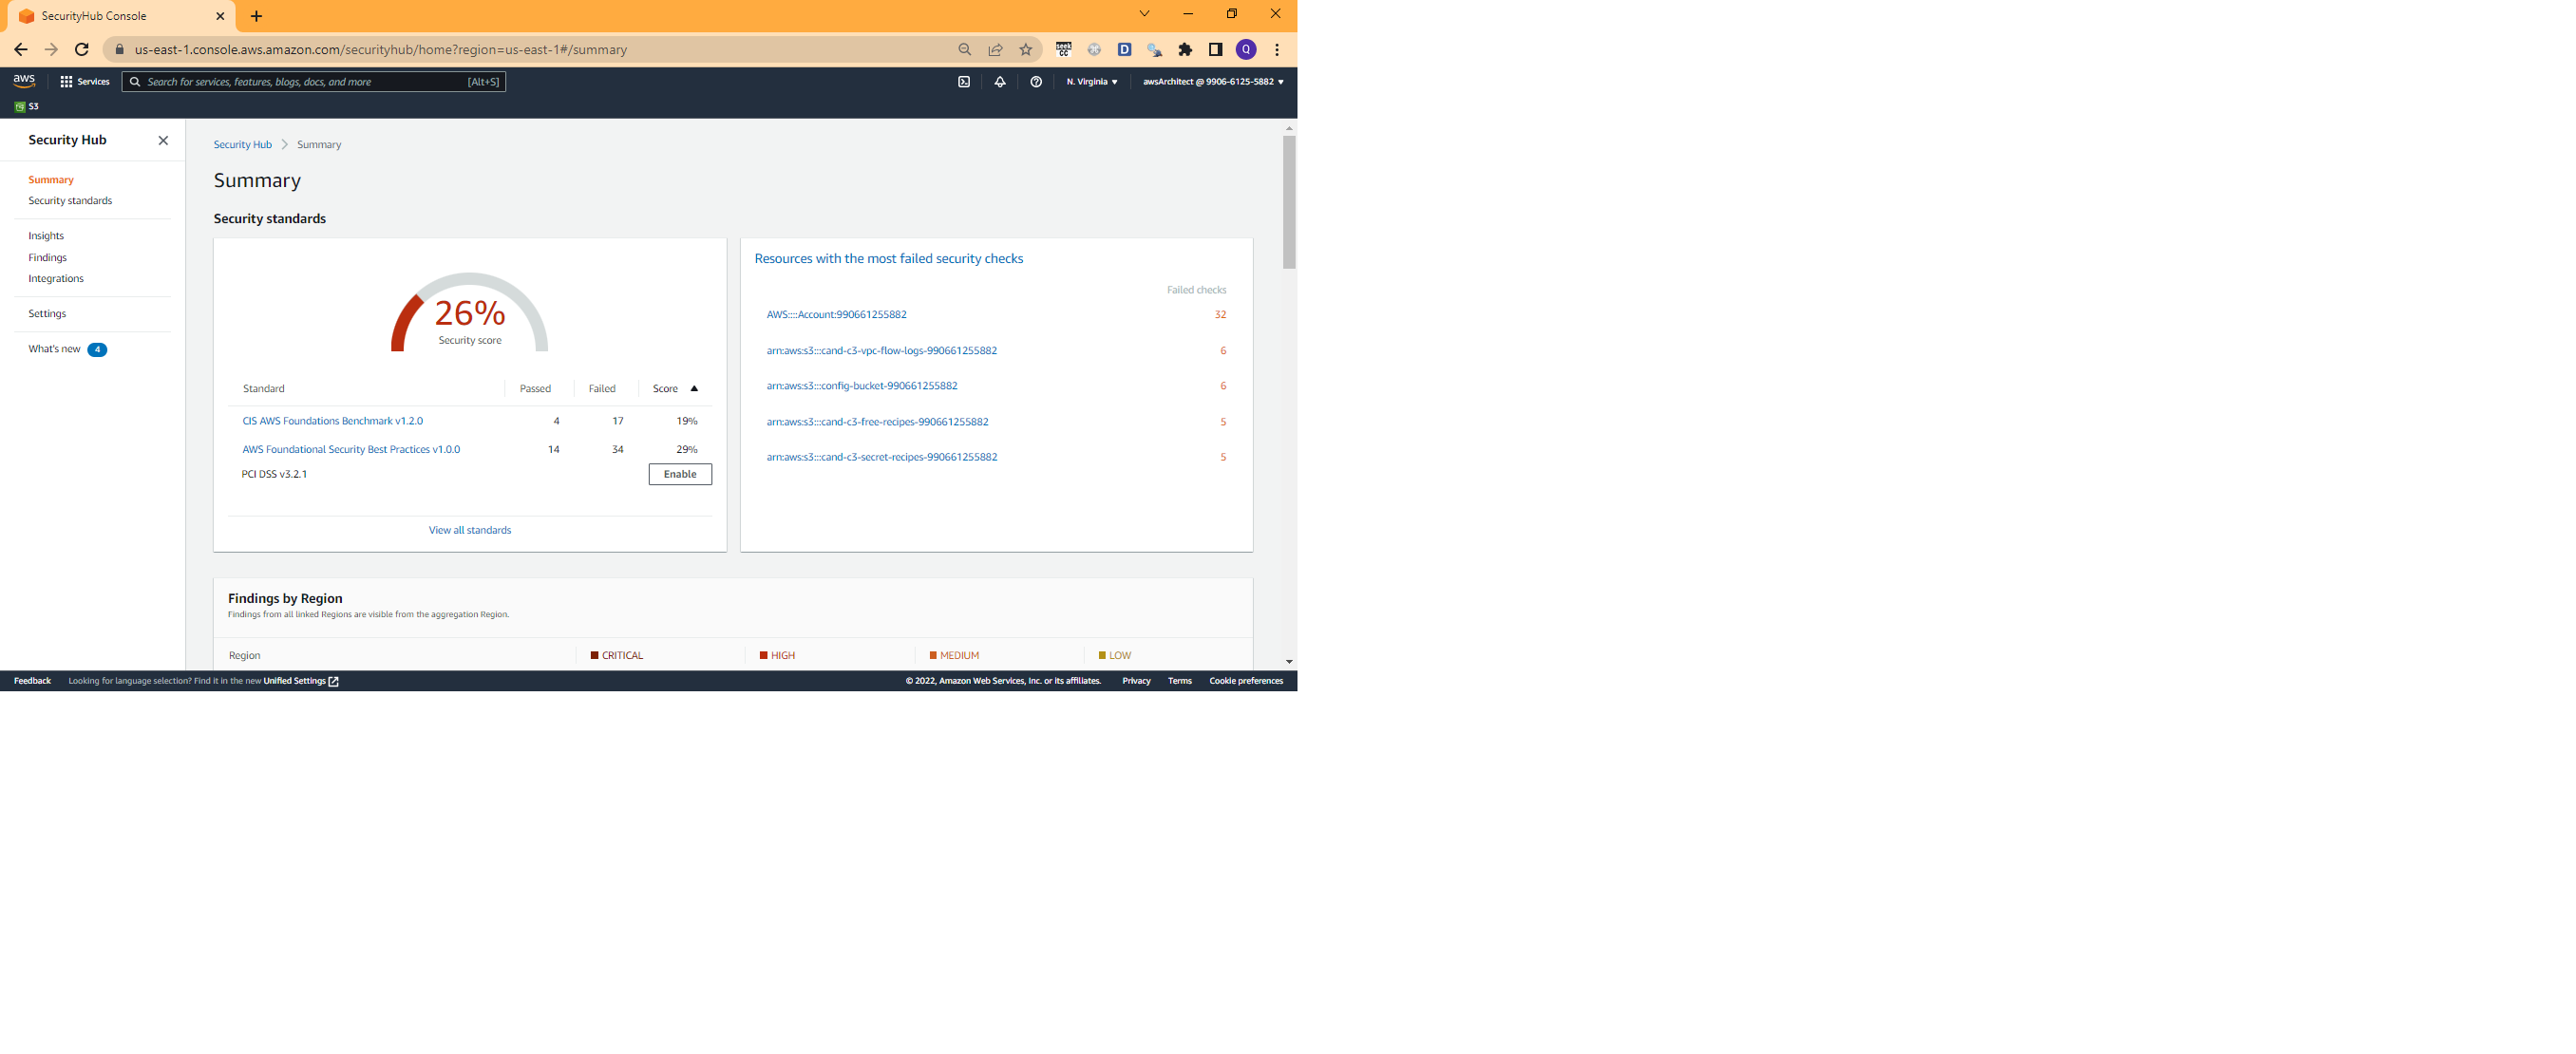 SecurityHub Console
us-east-1.console.aws.amazon.com/securityhub/home?region=us-east-1#/summary
seek CC
D
Q
aws
Services
Search for services, features, blogs, docs, and more
[Alt+S]
N. Virginia
awsArchitect @ 9906-6125-5882
S3
Security Hub
Summary
Security standards
Insights
Findings
Integrations
Settings
What's new 4
Security Hub > Summary
Summary
Security standards
26%
Security score
Standard Passed Failed Score
CIS AWS Foundations Benchmark v1.2.0 4 17 19%
AWS Foundational Security Best Practices v1.0.0 14 34 29%
PCI DSS v3.2.1 Enable
View all standards
Resources with the most failed security checks
Failed checks
AWS::::Account:990661255882 32
arn:aws:s3:::cand-c3-vpc-flow-logs-990661255882 6
arn:aws:s3:::config-bucket-990661255882 6
arn:aws:s3:::cand-c3-free-recipes-990661255882 5
arn:aws:s3:::cand-c3-secret-recipes-990661255882 5
Findings by Region
Findings from all linked Regions are visible from the aggregation Region.
Region CRITICAL HIGH MEDIUM LOW
Feedback Looking for language selection? Find it in the new Unified Settings
© 2022, Amazon Web Services, Inc. or its affiliates. Privacy Terms Cookie preferences